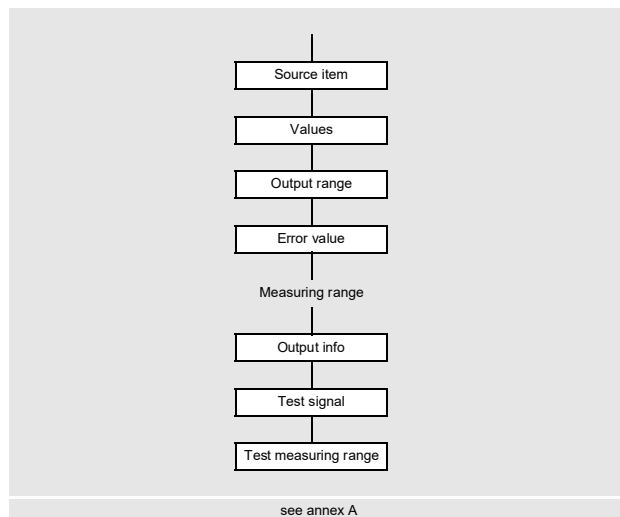 Source item
Values
Output range
Error value
Measuring range
Output info
Test signal
Test measuring range
see annex A